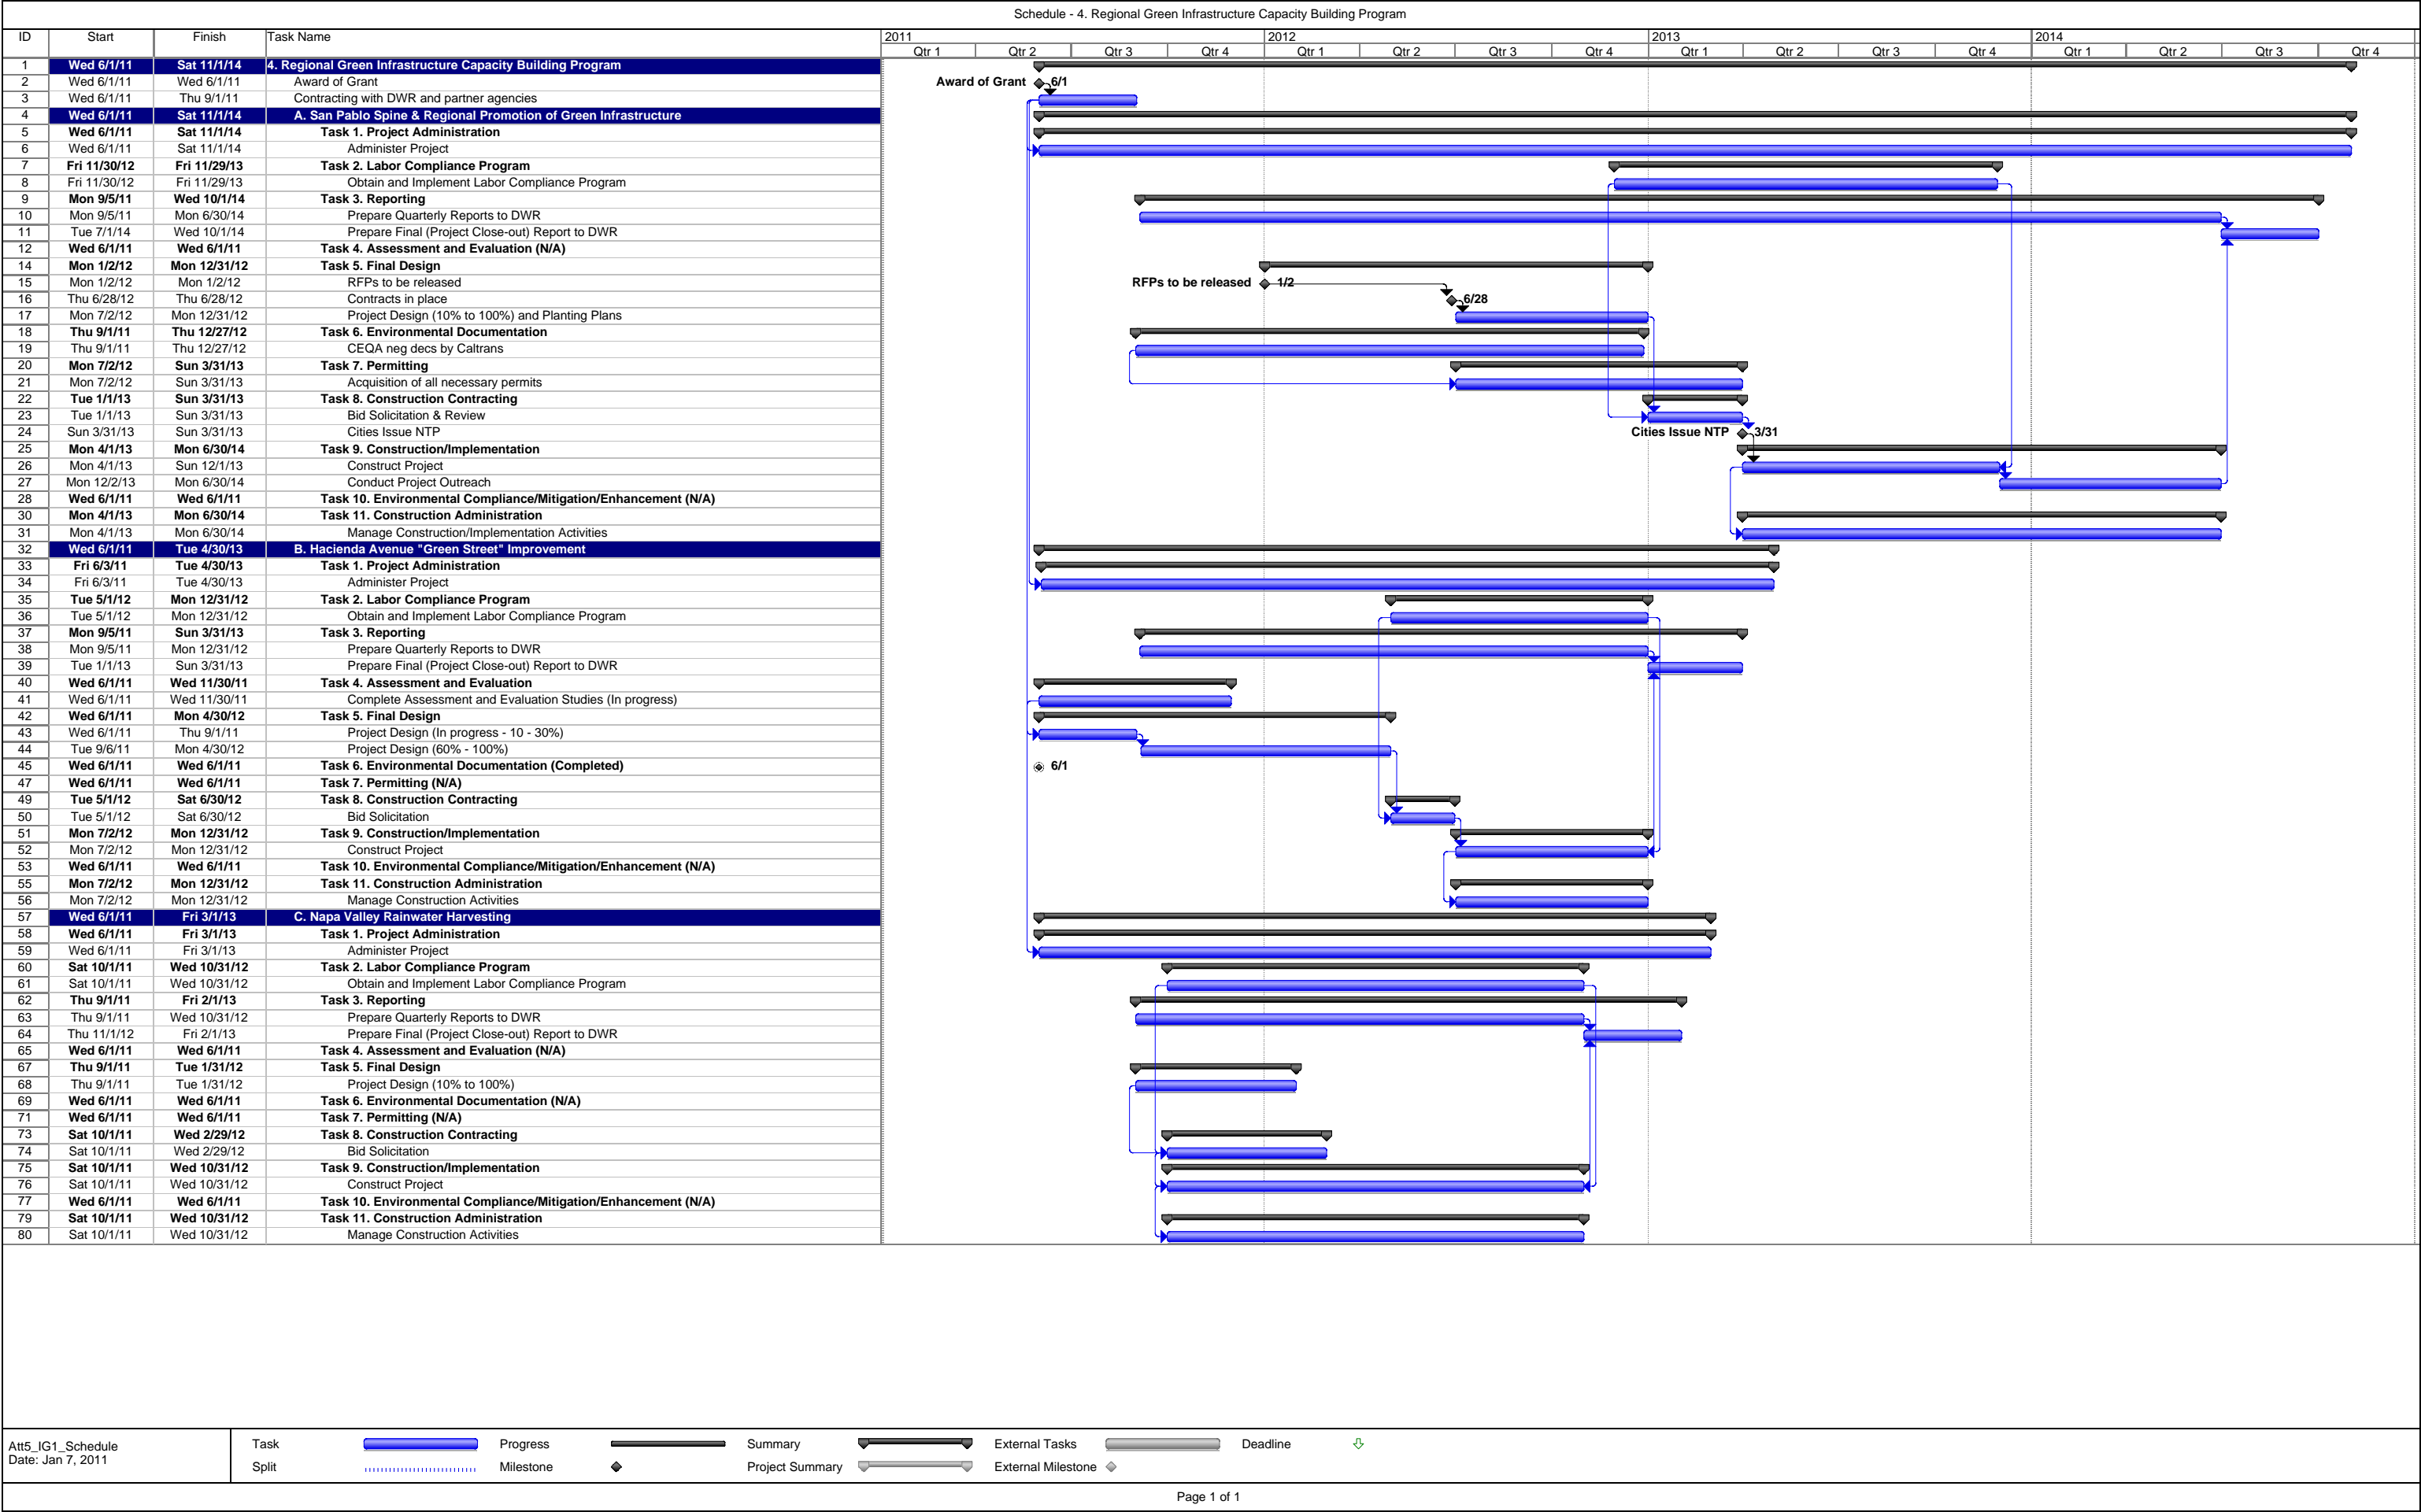 Schedule - 4. Regional Green Infrastructure Capacity Building Program
ID Start Finish Task Name 2011 2012 2013 2014
Qtr 1 Qtr 2 Qtr 3 Qtr 4 Qtr 1 Qtr 2 Qtr 3 Qtr 4 Qtr 1 Qtr 2 Qtr 3 Qtr 4 Qtr 1 Qtr 2 Qtr 3 Qtr 4
1 Wed 6/1/11 Sat 11/1/14 4. Regional Green Infrastructure Capacity Building Program
2 Wed 6/1/11 Wed 6/1/11 Award of Grant Award of Grant 6/1
3 Wed 6/1/11 Thu 9/1/11 Contracting with DWR and partner agencies
4 Wed 6/1/11 Sat 11/1/14 A. San Pablo Spine & Regional Promotion of Green Infrastructure
5 Wed 6/1/11 Sat 11/1/14 Task 1. Project Administration
6 Wed 6/1/11 Sat 11/1/14 Administer Project
7 Fri 11/30/12 Fri 11/29/13 Task 2. Labor Compliance Program
8 Fri 11/30/12 Fri 11/29/13 Obtain and Implement Labor Compliance Program
9 Mon 9/5/11 Wed 10/1/14 Task 3. Reporting
10 Mon 9/5/11 Mon 6/30/14 Prepare Quarterly Reports to DWR
11 Tue 7/1/14 Wed 10/1/14 Prepare Final (Project Close-out) Report to DWR
12 Wed 6/1/11 Wed 6/1/11 Task 4. Assessment and Evaluation (N/A)
14 Mon 1/2/12 Mon 12/31/12 Task 5. Final Design
15 Mon 1/2/12 Mon 1/2/12 RFPs to be released RFPs to be released 1/2
16 Thu 6/28/12 Thu 6/28/12 Contracts in place 6/28
17 Mon 7/2/12 Mon 12/31/12 Project Design (10% to 100%) and Planting Plans
18 Thu 9/1/11 Thu 12/27/12 Task 6. Environmental Documentation
19 Thu 9/1/11 Thu 12/27/12 CEQA neg decs by Caltrans
20 Mon 7/2/12 Sun 3/31/13 Task 7. Permitting
21 Mon 7/2/12 Sun 3/31/13 Acquisition of all necessary permits
22 Tue 1/1/13 Sun 3/31/13 Task 8. Construction Contracting
23 Tue 1/1/13 Sun 3/31/13 Bid Solicitation & Review
24 Sun 3/31/13 Sun 3/31/13 Cities Issue NTP Cities Issue NTP 3/31
25 Mon 4/1/13 Mon 6/30/14 Task 9. Construction/Implementation
26 Mon 4/1/13 Sun 12/1/13 Construct Project
27 Mon 12/2/13 Mon 6/30/14 Conduct Project Outreach
28 Wed 6/1/11 Wed 6/1/11 Task 10. Environmental Compliance/Mitigation/Enhancement (N/A)
30 Mon 4/1/13 Mon 6/30/14 Task 11. Construction Administration
31 Mon 4/1/13 Mon 6/30/14 Manage Construction/Implementation Activities
32 Wed 6/1/11 Tue 4/30/13 B. Hacienda Avenue "Green Street" Improvement
33 Fri 6/3/11 Tue 4/30/13 Task 1. Project Administration
34 Fri 6/3/11 Tue 4/30/13 Administer Project
35 Tue 5/1/12 Mon 12/31/12 Task 2. Labor Compliance Program
36 Tue 5/1/12 Mon 12/31/12 Obtain and Implement Labor Compliance Program
37 Mon 9/5/11 Sun 3/31/13 Task 3. Reporting
38 Mon 9/5/11 Mon 12/31/12 Prepare Quarterly Reports to DWR
39 Tue 1/1/13 Sun 3/31/13 Prepare Final (Project Close-out) Report to DWR
40 Wed 6/1/11 Wed 11/30/11 Task 4. Assessment and Evaluation
41 Wed 6/1/11 Wed 11/30/11 Complete Assessment and Evaluation Studies (In progress)
42 Wed 6/1/11 Mon 4/30/12 Task 5. Final Design
43 Wed 6/1/11 Thu 9/1/11 Project Design (In progress - 10 - 30%)
44 Tue 9/6/11 Mon 4/30/12 Project Design (60% - 100%)
45 Wed 6/1/11 Wed 6/1/11 Task 6. Environmental Documentation (Completed) 6/1
47 Wed 6/1/11 Wed 6/1/11 Task 7. Permitting (N/A)
49 Tue 5/1/12 Sat 6/30/12 Task 8. Construction Contracting
50 Tue 5/1/12 Sat 6/30/12 Bid Solicitation
51 Mon 7/2/12 Mon 12/31/12 Task 9. Construction/Implementation
52 Mon 7/2/12 Mon 12/31/12 Construct Project
53 Wed 6/1/11 Wed 6/1/11 Task 10. Environmental Compliance/Mitigation/Enhancement (N/A)
55 Mon 7/2/12 Mon 12/31/12 Task 11. Construction Administration
56 Mon 7/2/12 Mon 12/31/12 Manage Construction Activities
57 Wed 6/1/11 Fri 3/1/13 C. Napa Valley Rainwater Harvesting
58 Wed 6/1/11 Fri 3/1/13 Task 1. Project Administration
59 Wed 6/1/11 Fri 3/1/13 Administer Project
60 Sat 10/1/11 Wed 10/31/12 Task 2. Labor Compliance Program
61 Sat 10/1/11 Wed 10/31/12 Obtain and Implement Labor Compliance Program
62 Thu 9/1/11 Fri 2/1/13 Task 3. Reporting
63 Thu 9/1/11 Wed 10/31/12 Prepare Quarterly Reports to DWR
64 Thu 11/1/12 Fri 2/1/13 Prepare Final (Project Close-out) Report to DWR
65 Wed 6/1/11 Wed 6/1/11 Task 4. Assessment and Evaluation (N/A)
67 Thu 9/1/11 Tue 1/31/12 Task 5. Final Design
68 Thu 9/1/11 Tue 1/31/12 Project Design (10% to 100%)
69 Wed 6/1/11 Wed 6/1/11 Task 6. Environmental Documentation (N/A)
71 Wed 6/1/11 Wed 6/1/11 Task 7. Permitting (N/A)
73 Sat 10/1/11 Wed 2/29/12 Task 8. Construction Contracting
74 Sat 10/1/11 Wed 2/29/12 Bid Solicitation
75 Sat 10/1/11 Wed 10/31/12 Task 9. Construction/Implementation
76 Sat 10/1/11 Wed 10/31/12 Construct Project
77 Wed 6/1/11 Wed 6/1/11 Task 10. Environmental Compliance/Mitigation/Enhancement (N/A)
79 Sat 10/1/11 Wed 10/31/12 Task 11. Construction Administration
80 Sat 10/1/11 Wed 10/31/12 Manage Construction Activities
Att5_IG1_Schedule
Date: Jan 7, 2011
Task Progress Summary External Tasks Deadline
Split Milestone Project Summary External Milestone
Page 1 of 1